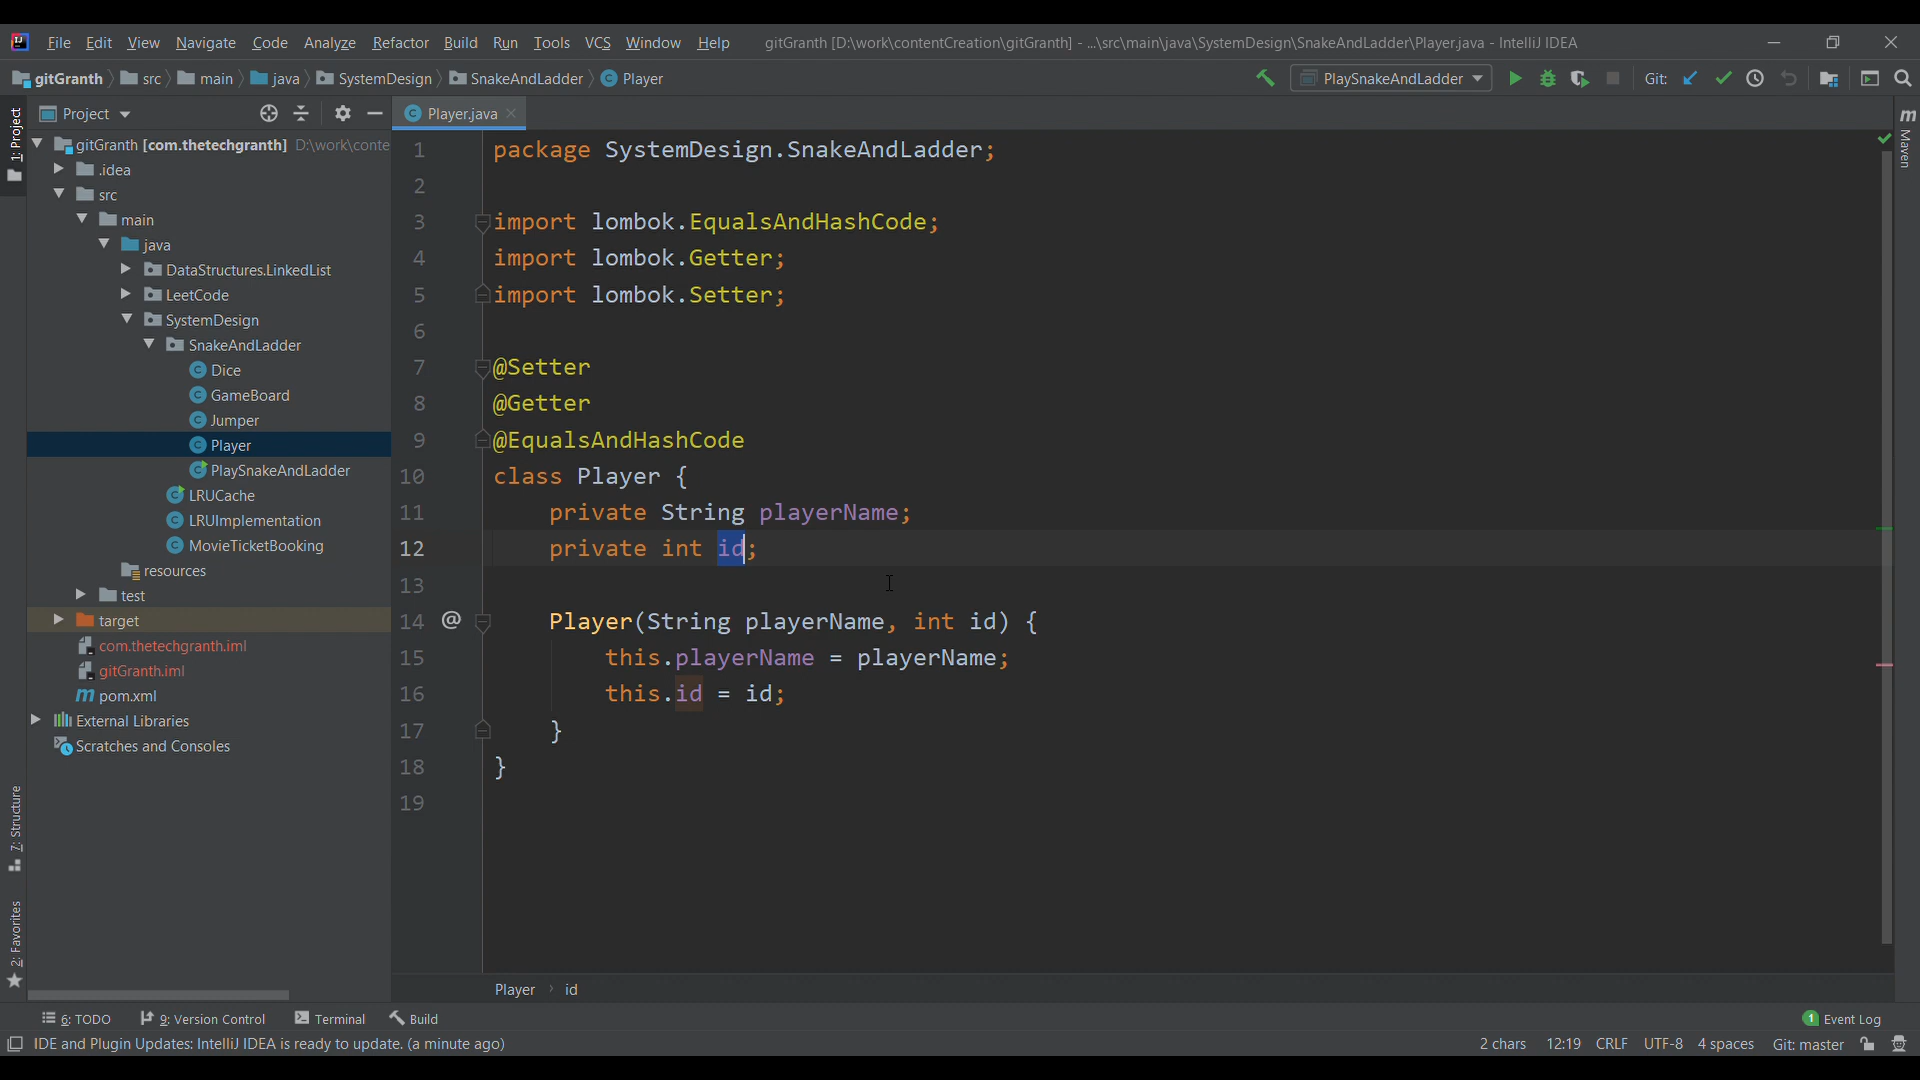 File Edit View Navigate Code Analyze Refactor Build Run Tools VCS Window Help gitGranth [D:\work\contentCreation\gitGranth] - ...\src\main\java\SystemDesign\SnakeAndLadder\Player.java - IntelliJ IDEA
gitGranth src main java SystemDesign SnakeAndLadder Player PlaySnakeAndLadder Git:
1: Project
Project
gitGranth [com.thetechgranth] D:\work\conte
.idea
src
main
java
DataStructures.LinkedList
LeetCode
SystemDesign
SnakeAndLadder
Dice
GameBoard
Jumper
Player
PlaySnakeAndLadder
LRUCache
LRUImplementation
MovieTicketBooking
resources
test
target
com.thetechgranth.iml
gitGranth.iml
pom.xml
External Libraries
Scratches and Consoles
7: Structure
2: Favorites
Player.java
1 package SystemDesign.SnakeAndLadder;
2
3 import lombok.EqualsAndHashCode;
4 import lombok.Getter;
5 import lombok.Setter;
6
7 @Setter
8 @Getter
9 @EqualsAndHashCode
10 class Player {
11 private String playerName;
12 private int id;
13
14 @ Player(String playerName, int id) {
15 this.playerName = playerName;
16 this.id = id;
17 }
18 }
19
Maven
Player id
6: TODO 9: Version Control Terminal Build 1 Event Log
IDE and Plugin Updates: IntelliJ IDEA is ready to update. (a minute ago) 2 chars 12:19 CRLF UTF-8 4 spaces Git: master